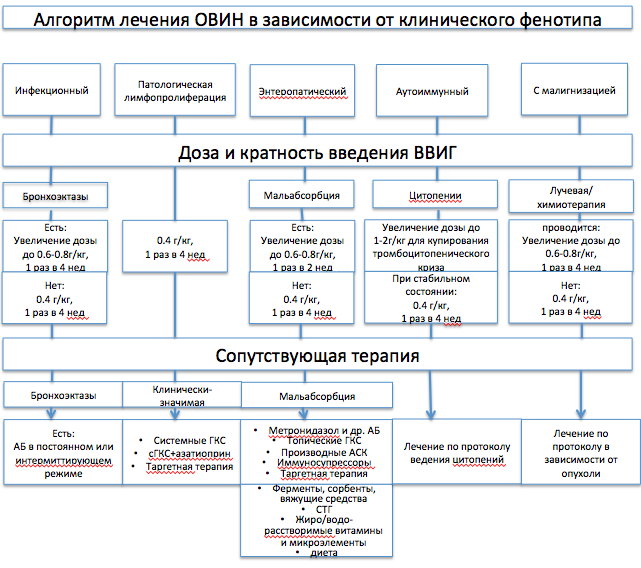 Алгоритм лечения ОВИН в зависимости от клинического фенотипа
Инфекционный
Патологическая
лимфопролиферация
Энтеропатический
Аутоиммунный
С малигнизацией
Доза и кратность введения ВВИГ
Бронхоэктазы
Есть:
Увеличение дозы
до 0.6-0.8г/кг,
1 раз в 4 нед
Нет:
0.4 г/кг,
1 раз в 4 нед
0.4 г/кг,
1 раз в 4 нед
Мальабсорбция
Есть:
Увеличение дозы
до 0.6-0.8г/кг,
1 раз в 2 нед
Нет:
0.4 г/кг,
1 раз в 4 нед
Цитопении
Увеличение дозы до
1-2г/кг для купирования
тромбоцитопенического
криза
При стабильном
состоянии:
0.4 г/кг,
1 раз в 4 нед
Лучевая/
химиотерапия
проводится:
Увеличение дозы до
0.6-0.8г/кг,
1 раз в 4 нед
Нет:
0.4 г/кг,
1 раз в 4 нед
Сопутствующая терапия
Бронхоэктазы
Есть:
АБ в постоянном или
интермиттирующем
режиме
Клинически-
значимая
• Системные ГКС
• сГКС+азатиоприн
• Таргетная терапия
Мальабсорбция
• Метронидазол и др. АБ
• Топические ГКС
• Производные АСК
• Иммуносупрессоры
• Таргетная терапия
• Ферменты, сорбенты,
вяжущие средства
• СТГ
• Жиро/водо-
расстворимые витамины
и микроэлементы
• диета
Лечение по протоколу
ведения цитопений
Лечение по
протоколу в
зависимости от
опухоли